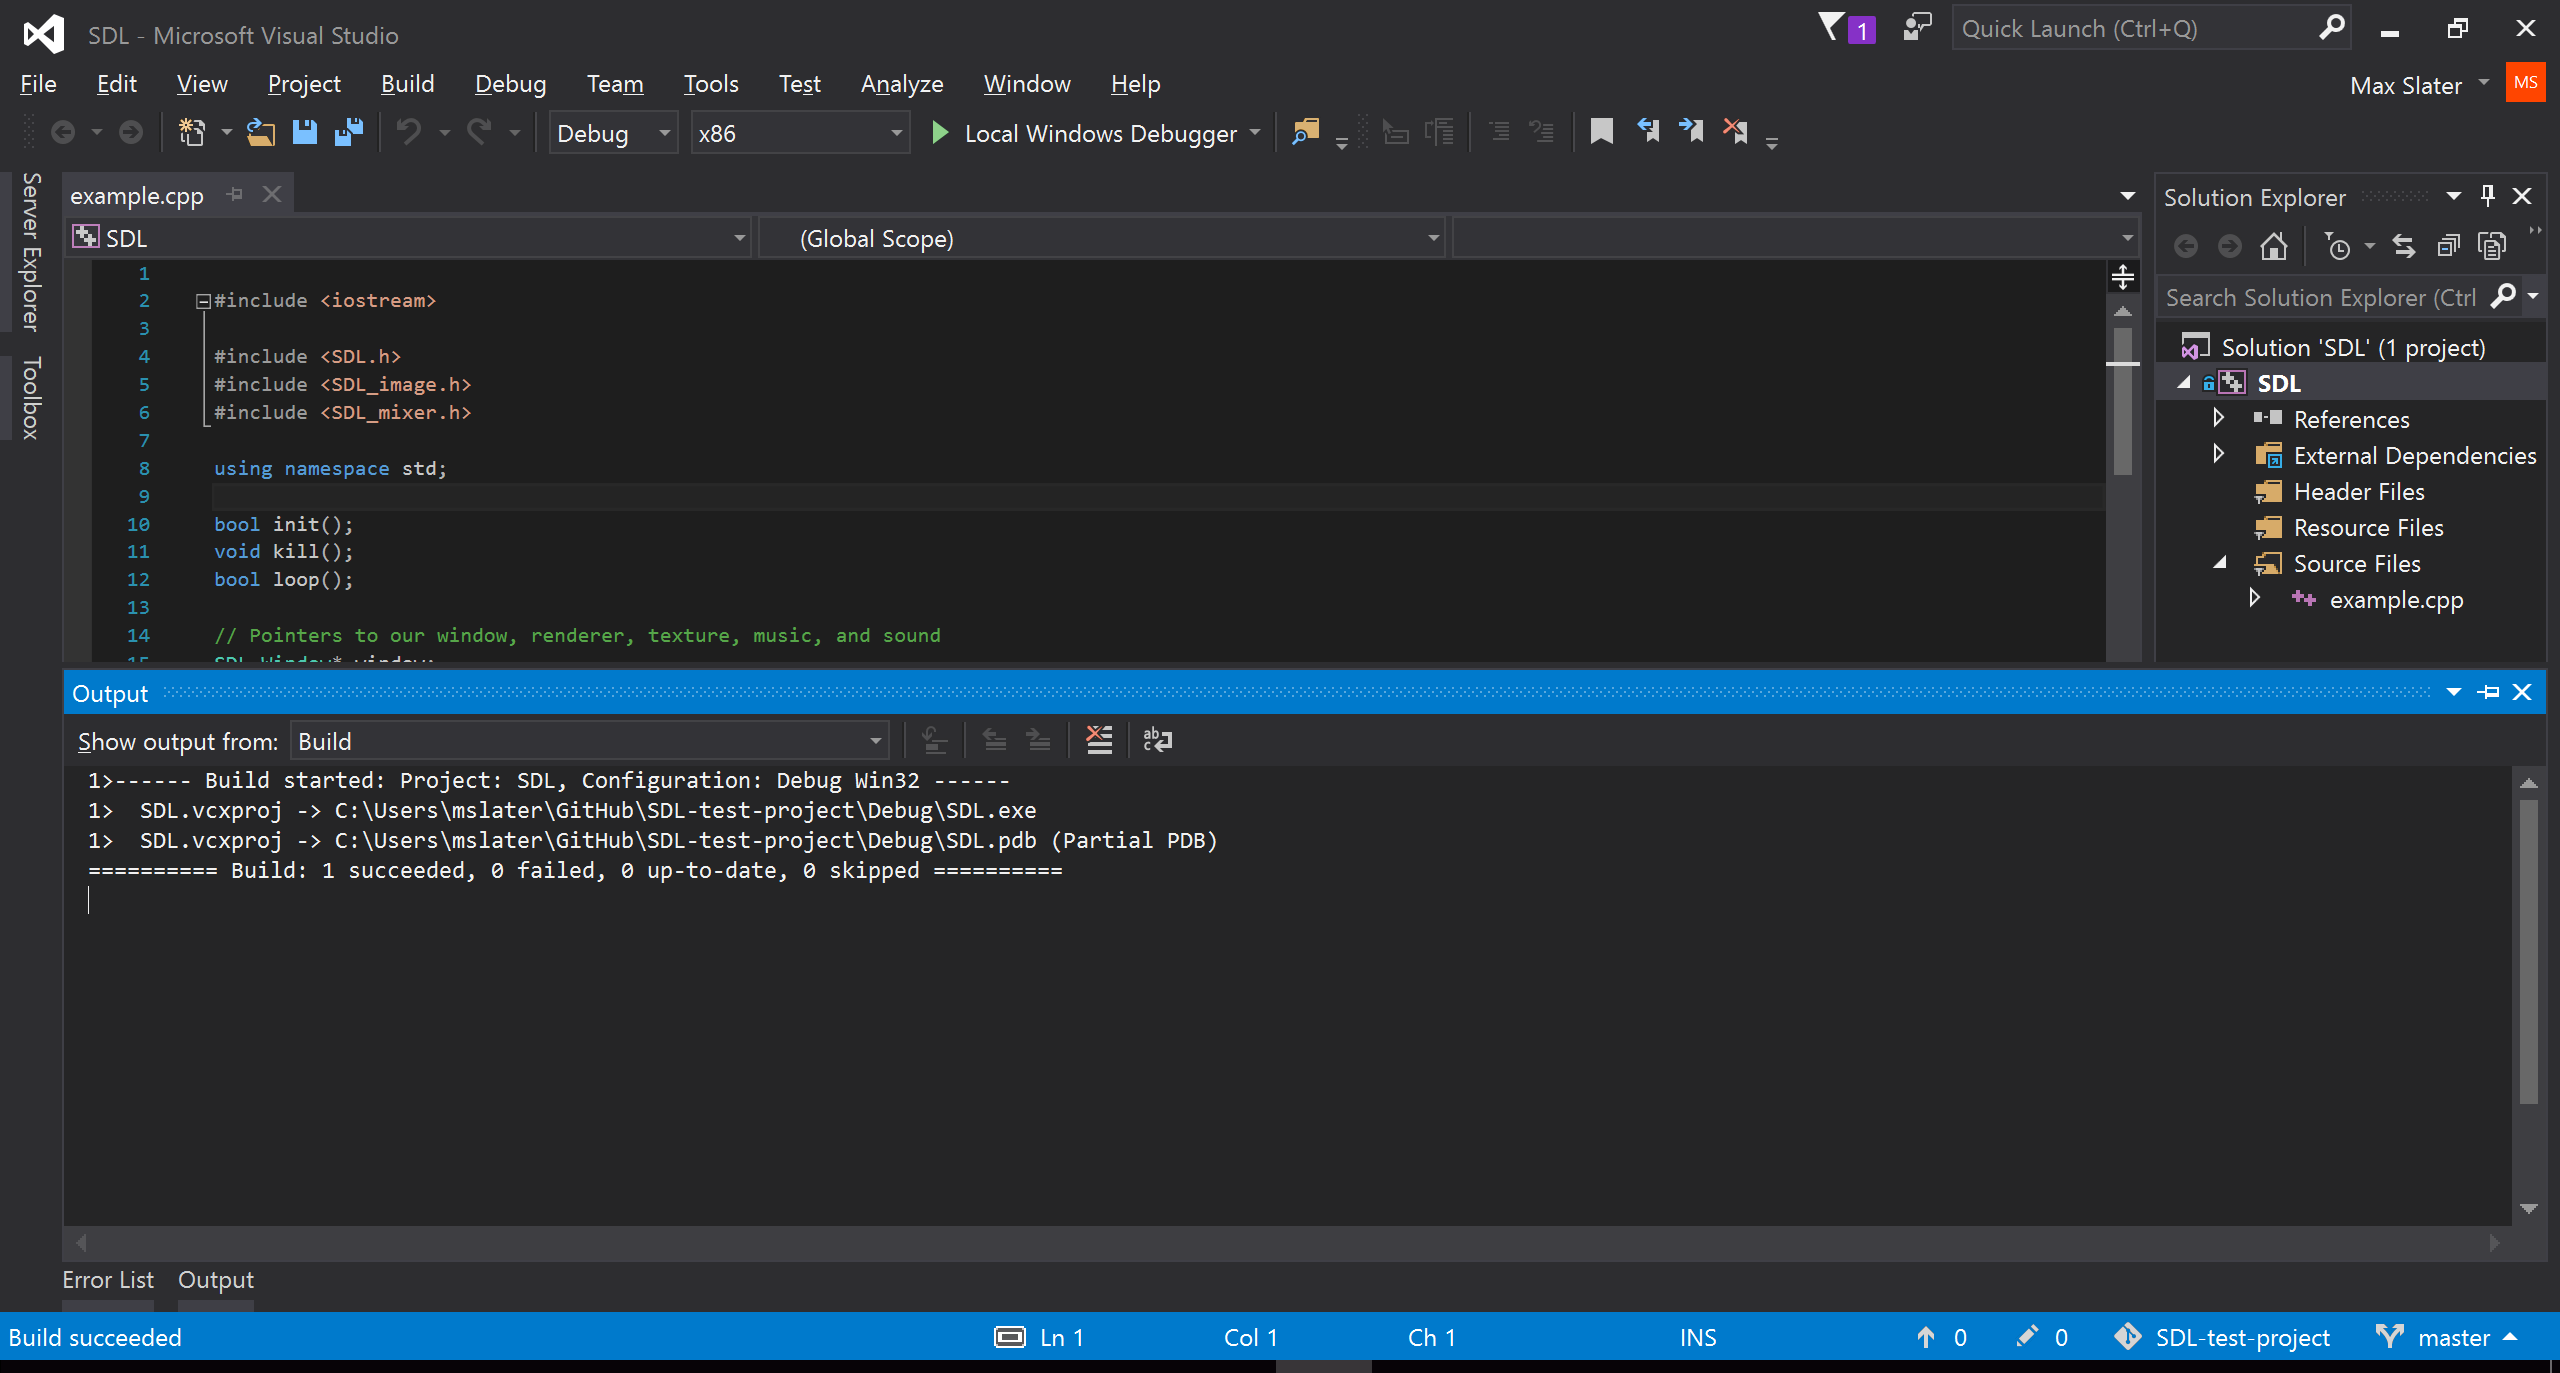 SDL - Microsoft Visual Studio
1
Quick Launch (Ctrl+Q)
File Edit View Project Build Debug Team Tools Test Analyze Window Help
Max Slater
MS
Debug
x86
Local Windows Debugger
Server Explorer
Toolbox
example.cpp
SDL
(Global Scope)
1
2 #include <iostream>
3
4 #include <SDL.h>
5 #include <SDL_image.h>
6 #include <SDL_mixer.h>
7
8 using namespace std;
9
10 bool init();
11 void kill();
12 bool loop();
13
14 // Pointers to our window, renderer, texture, music, and sound
15 SDL_Window* window;
Solution Explorer
Search Solution Explorer (Ctrl
Solution 'SDL' (1 project)
SDL
References
External Dependencies
Header Files
Resource Files
Source Files
example.cpp
Output
Show output from: Build
1>------ Build started: Project: SDL, Configuration: Debug Win32 ------
1>  SDL.vcxproj -> C:\Users\mslater\GitHub\SDL-test-project\Debug\SDL.exe
1>  SDL.vcxproj -> C:\Users\mslater\GitHub\SDL-test-project\Debug\SDL.pdb (Partial PDB)
========== Build: 1 succeeded, 0 failed, 0 up-to-date, 0 skipped ==========
Error List Output
Build succeeded
Ln 1
Col 1
Ch 1
INS
0
0
SDL-test-project
master